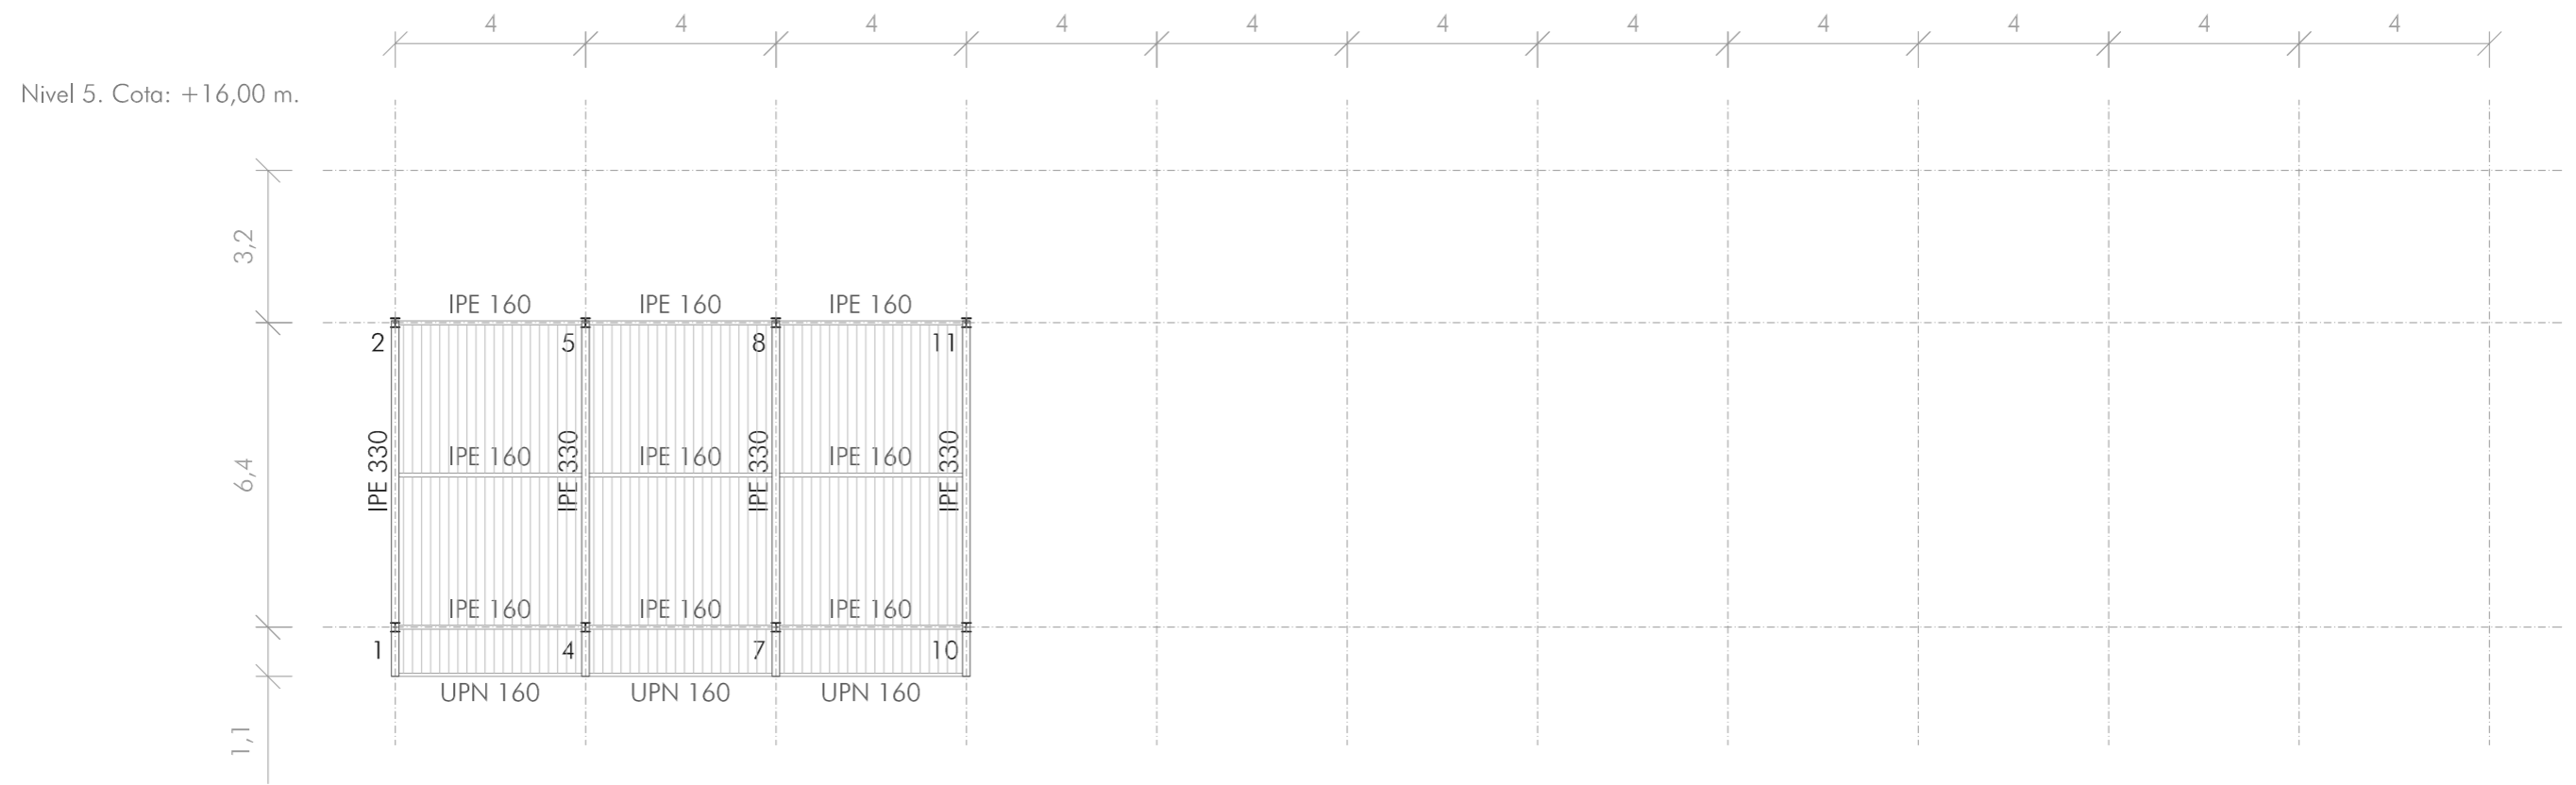 4 4 4 4 4 4 4 4 4 4 4
Nivel 5. Cota: +16,00 m.
3,2
IPE 160 IPE 160 IPE 160
2 5 8 11
IPE 330 IPE 330 IPE 330 IPE 330
6,4
IPE 160 IPE 160 IPE 160
IPE 160 IPE 160 IPE 160
1 4 7 10
UPN 160 UPN 160 UPN 160
1,1